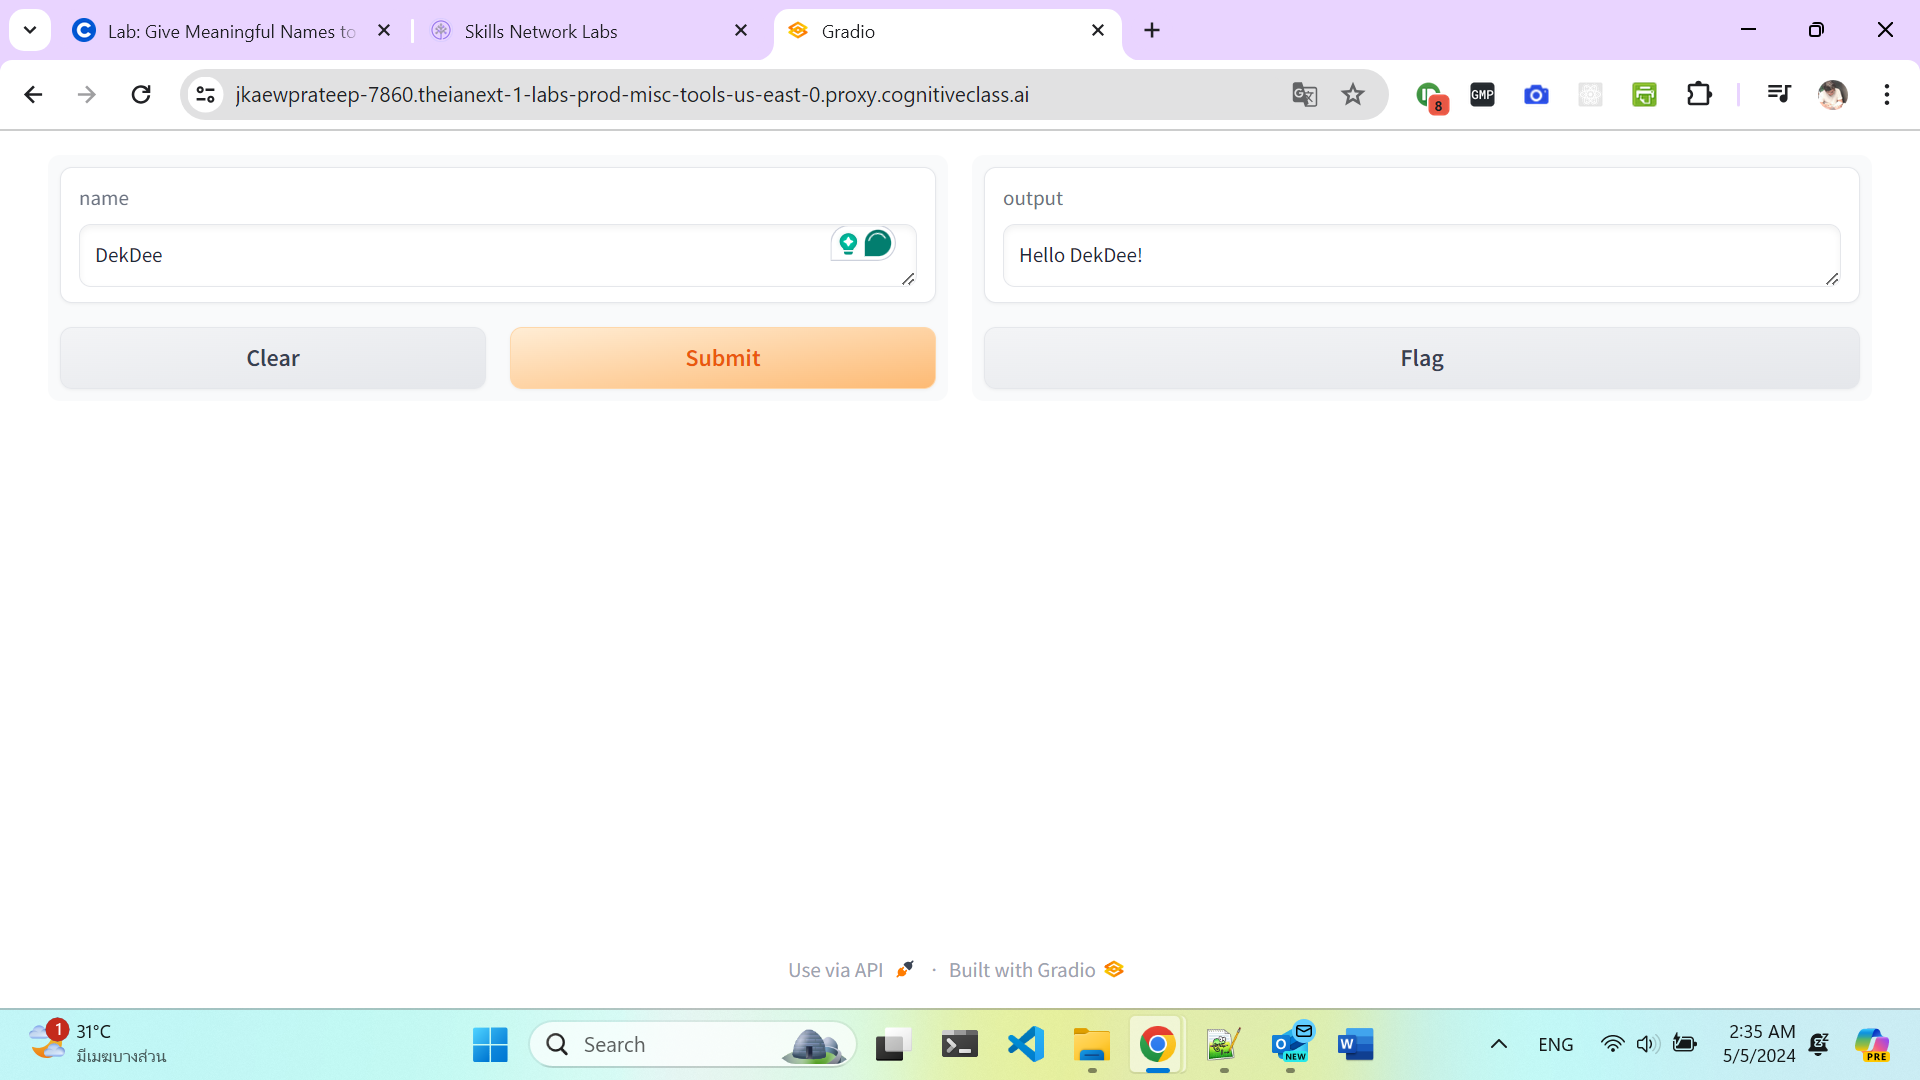 Lab: Give Meaningful Names to
Skills Network Labs
Gradio
jkaewprateep-7860.theianext-1-labs-prod-misc-tools-us-east-0.proxy.cognitiveclass.ai
8
GMP
name
DekDee
Clear
Submit
output
Hello DekDee!
Flag
Use via API · Built with Gradio
1
31°C
มีเมฆบางส่วน
Search
NEW
W
ENG
2:35 AM
5/5/2024
PRE